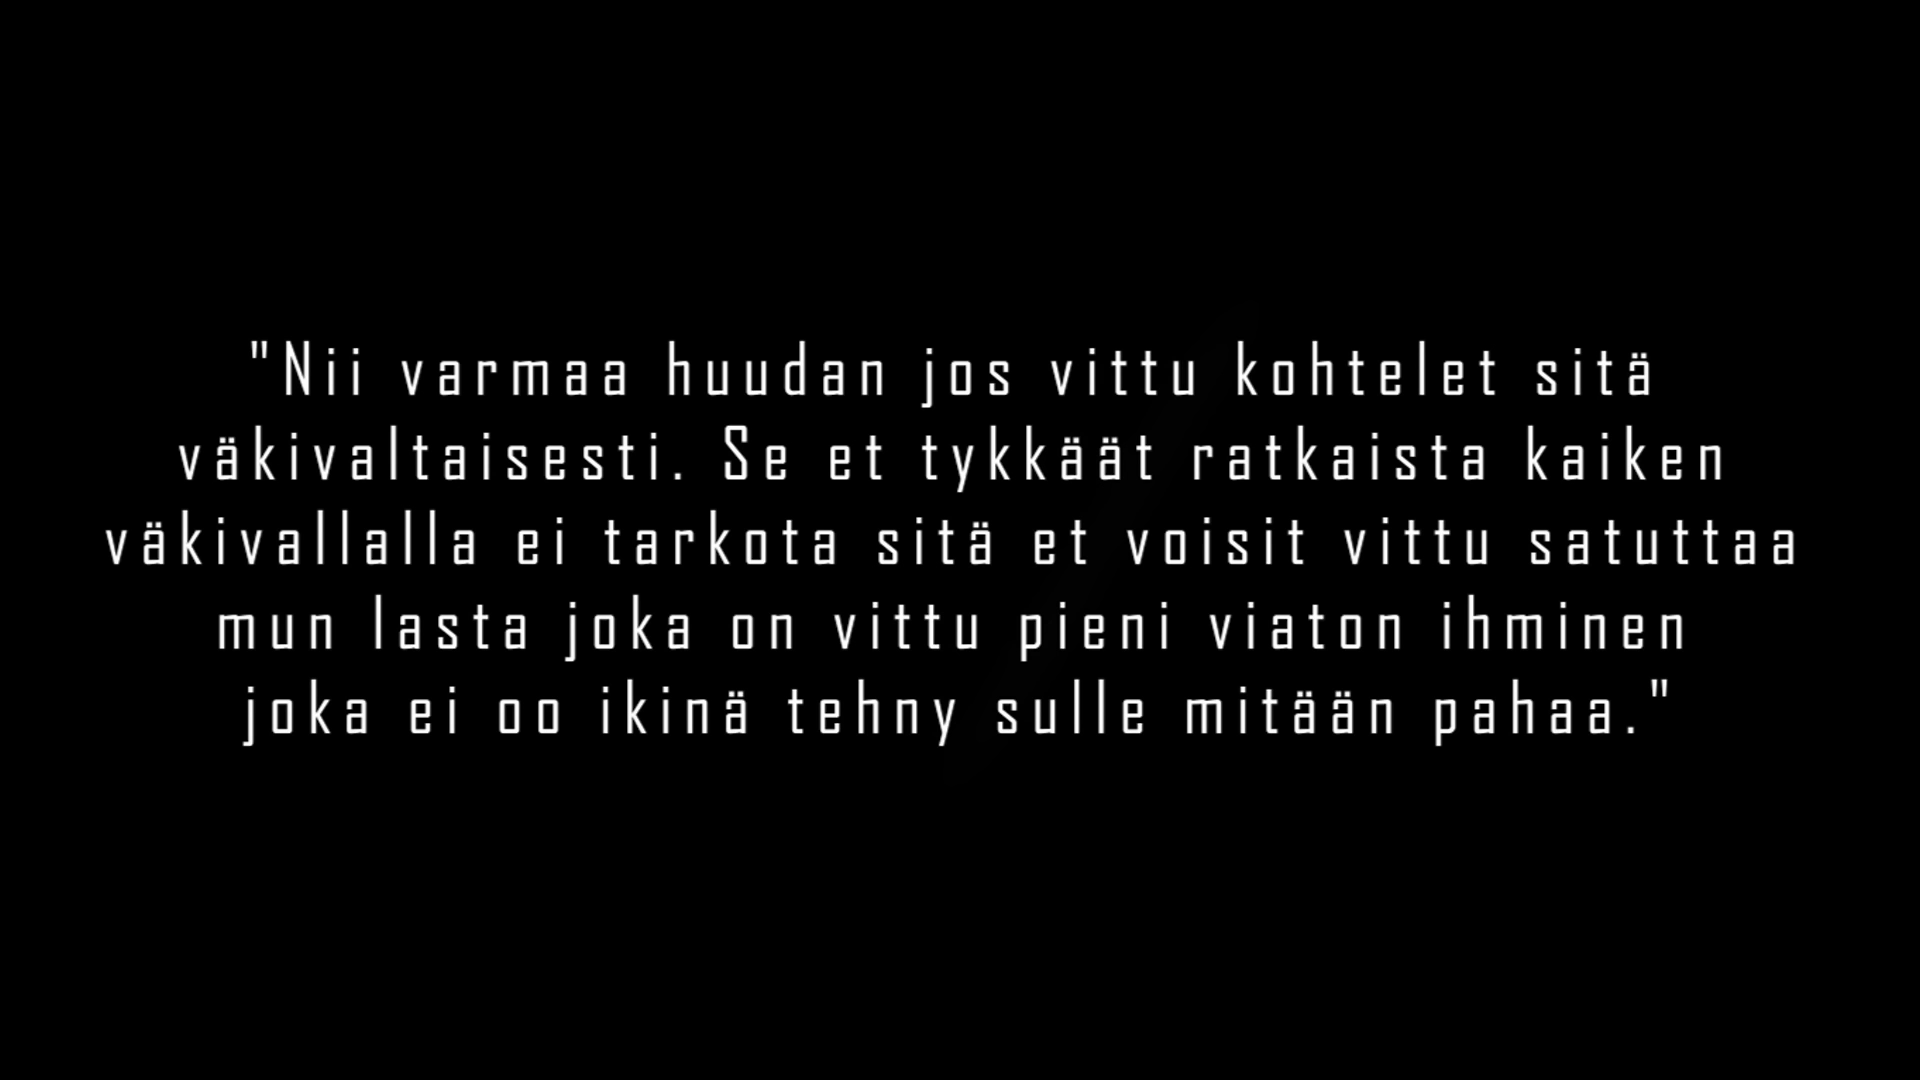 "Nii varmaa huudan jos vittu kohtelet sitä
väkivaltaisesti. Se et tykkäät ratkaista kaiken
väkivallalla ei tarkota sitä et voisit vittu satuttaa
mun lasta joka on vittu pieni viaton ihminen
joka ei oo ikinä tehny sulle mitään pahaa."